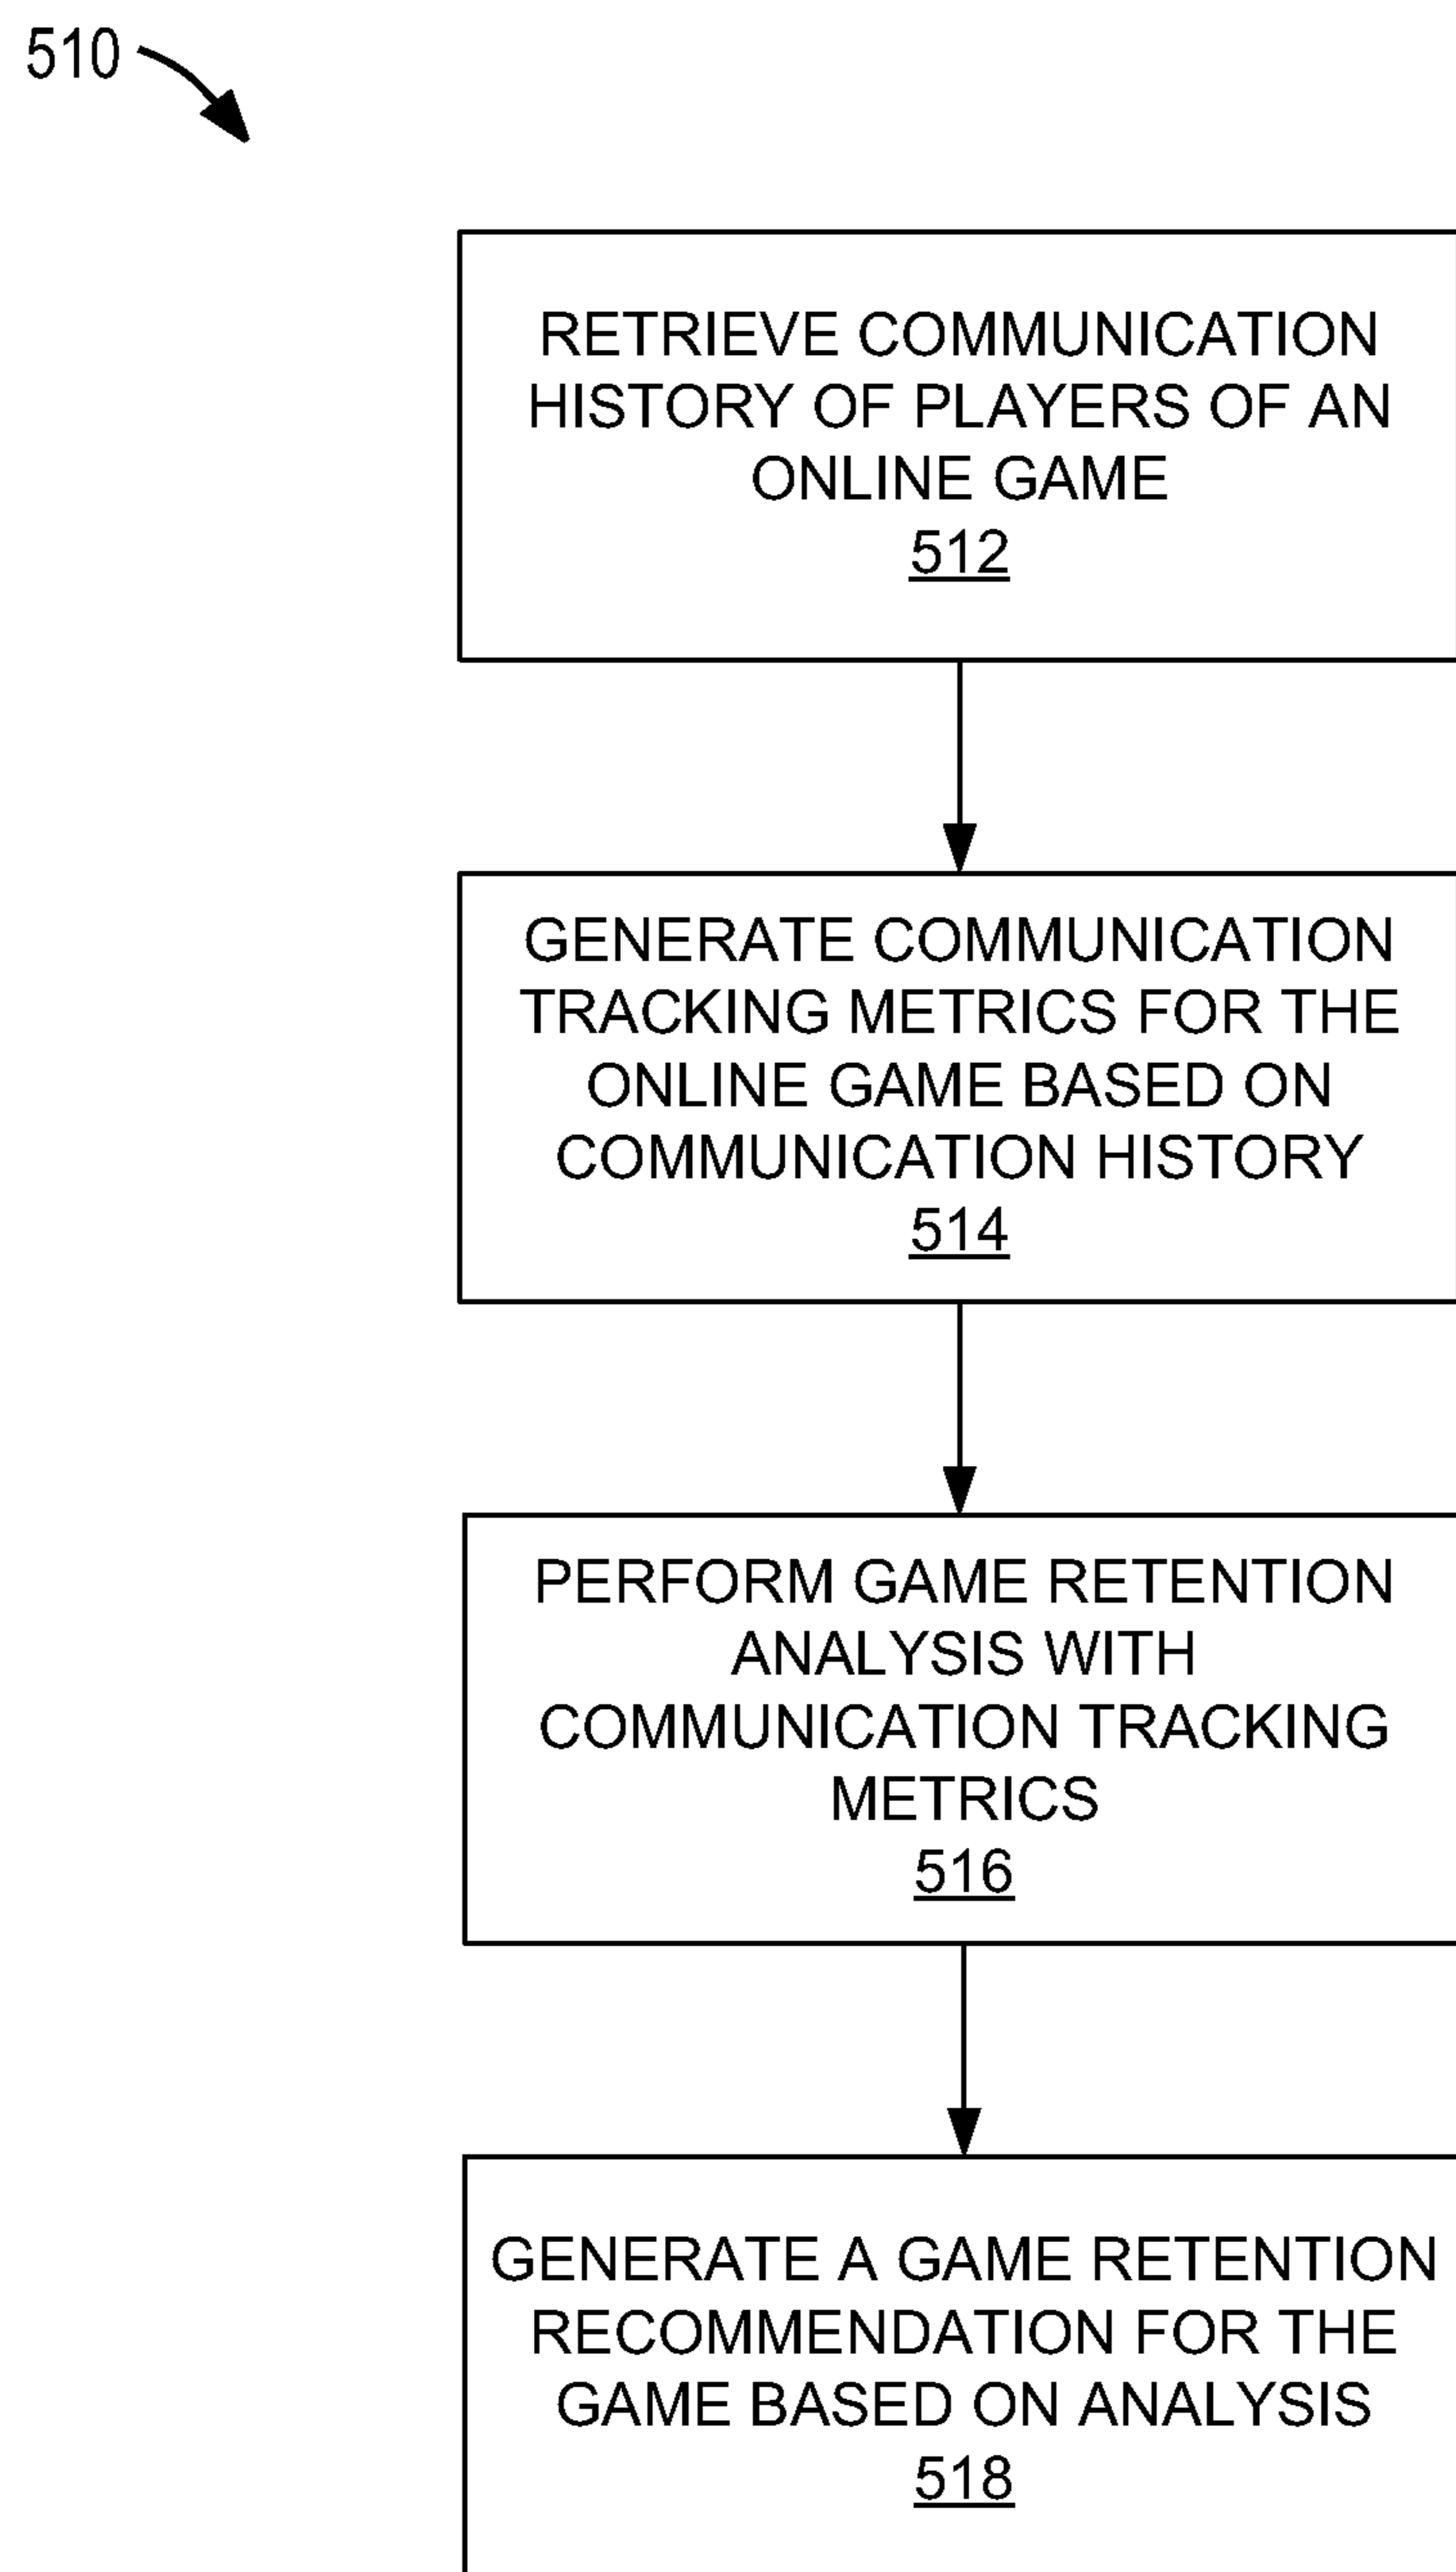 510
RETRIEVE COMMUNICATION
HISTORY OF PLAYERS OF AN
ONLINE GAME
512
GENERATE COMMUNICATION
TRACKING METRICS FOR THE
ONLINE GAME BASED ON
COMMUNICATION HISTORY
514
PERFORM GAME RETENTION
ANALYSIS WITH
COMMUNICATION TRACKING
METRICS
516
GENERATE A GAME RETENTION
RECOMMENDATION FOR THE
GAME BASED ON ANALYSIS
518